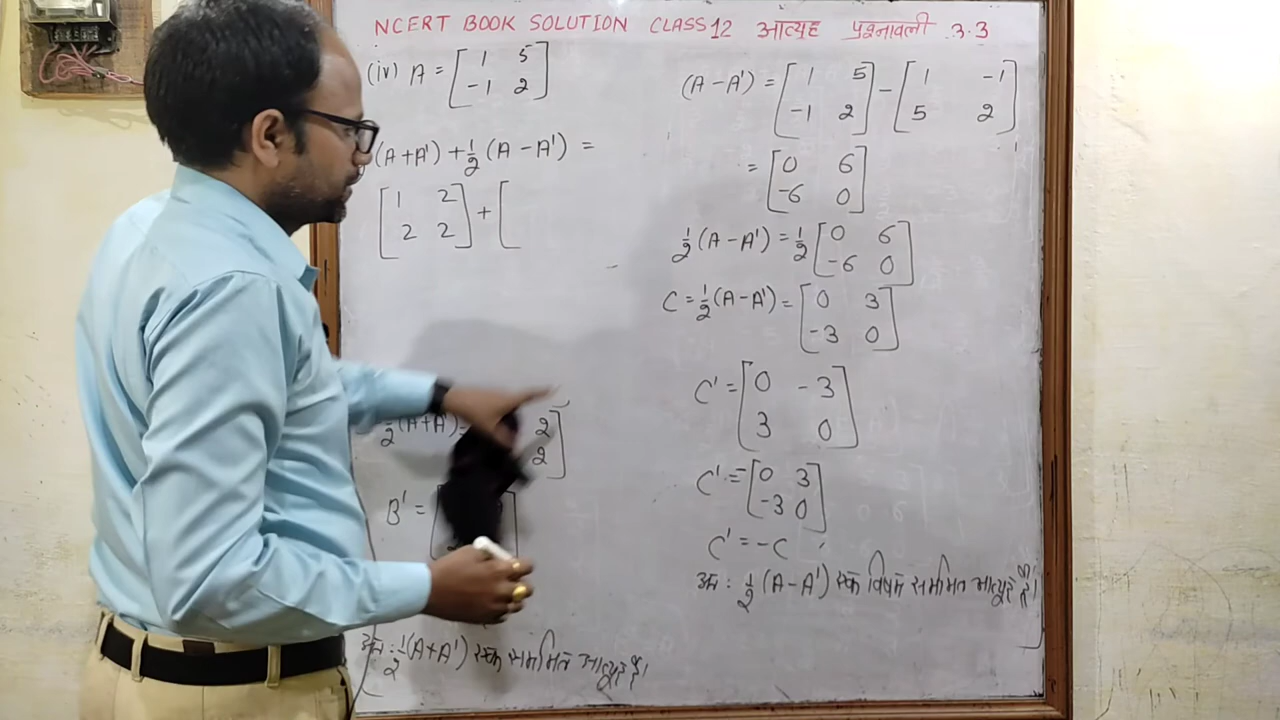 NCERT BOOK SOLUTION CLASS 12 आव्यूह प्रश्नावली 3.3
(iv) A = [1 5
-1 2]
(A+A') + 1/2 (A-A') =
[1 2
2 2] + [
1/2 (A+A') =
2
2]
B' = [
अतः 1/2 (A+A') एक सममित आव्यूह है।
(A-A') = [1 5
-1 2] - [1 -1
5 2]
= [0 6
-6 0]
1/2 (A-A') = 1/2 [0 6
-6 0]
C = 1/2 (A-A') = [0 3
-3 0]
C' = [0 -3
3 0]
C' = - [0 3
-3 0]
C' = -C
अतः 1/2 (A-A') एक विषम सममित आव्यूह है।